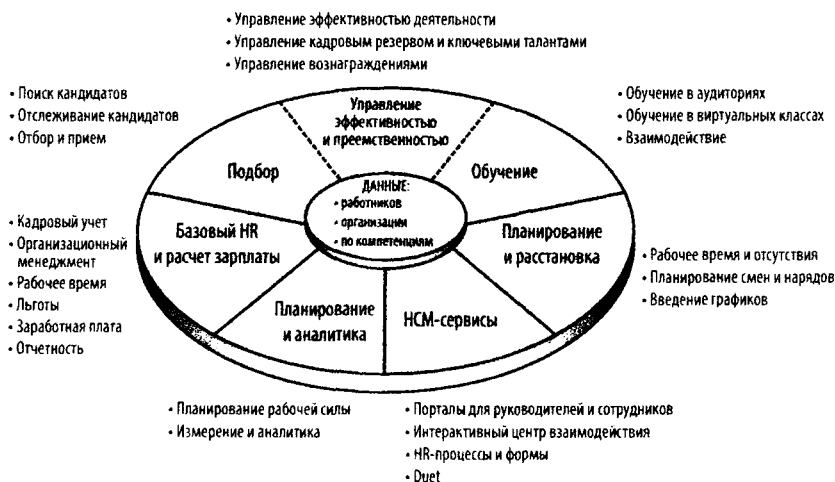 • Управление эффективностью деятельности
• Управление кадровым резервом и ключевыми талантами
• Управление вознаграждениями
• Поиск кандидатов
• Отслеживание кандидатов
• Отбор и прием
• Обучение в аудиториях
• Обучение в виртуальных классах
• Взаимодействие
Управление
эффективностью
и преемственностью
Подбор
Обучение
ДАННЫЕ:
• работников
• организации
• по компетенциям
Базовый HR
и расчет зарплаты
Планирование
и расстановка
Планирование
и аналитика
HCM-сервисы
• Кадровый учет
• Организационный
менеджмент
• Рабочее время
• Льготы
• Заработная плата
• Отчетность
• Рабочее время и отсутствия
• Планирование смен и нарядов
• Введение графиков
• Планирование рабочей силы
• Измерение и аналитика
• Порталы для руководителей и сотрудников
• Интерактивный центр взаимодействия
• HR-процессы и формы
• Duet